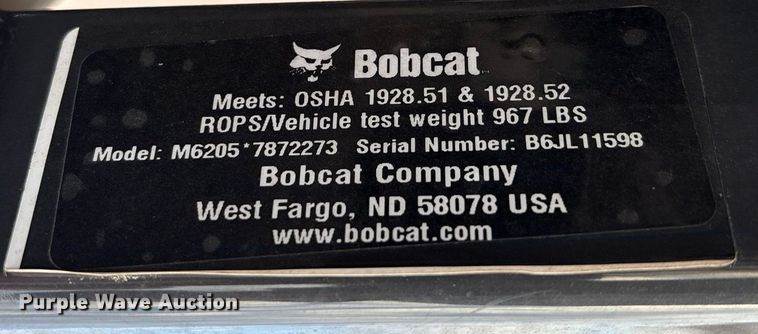 Bobcat
Meets: OSHA 1928.51 & 1928.52
ROPS/Vehicle test weight 967 LBS
Model: M6205*7872273 Serial Number: B6JL11598
Bobcat Company
West Fargo, ND 58078 USA
www.bobcat.com
Purple Wave Auction